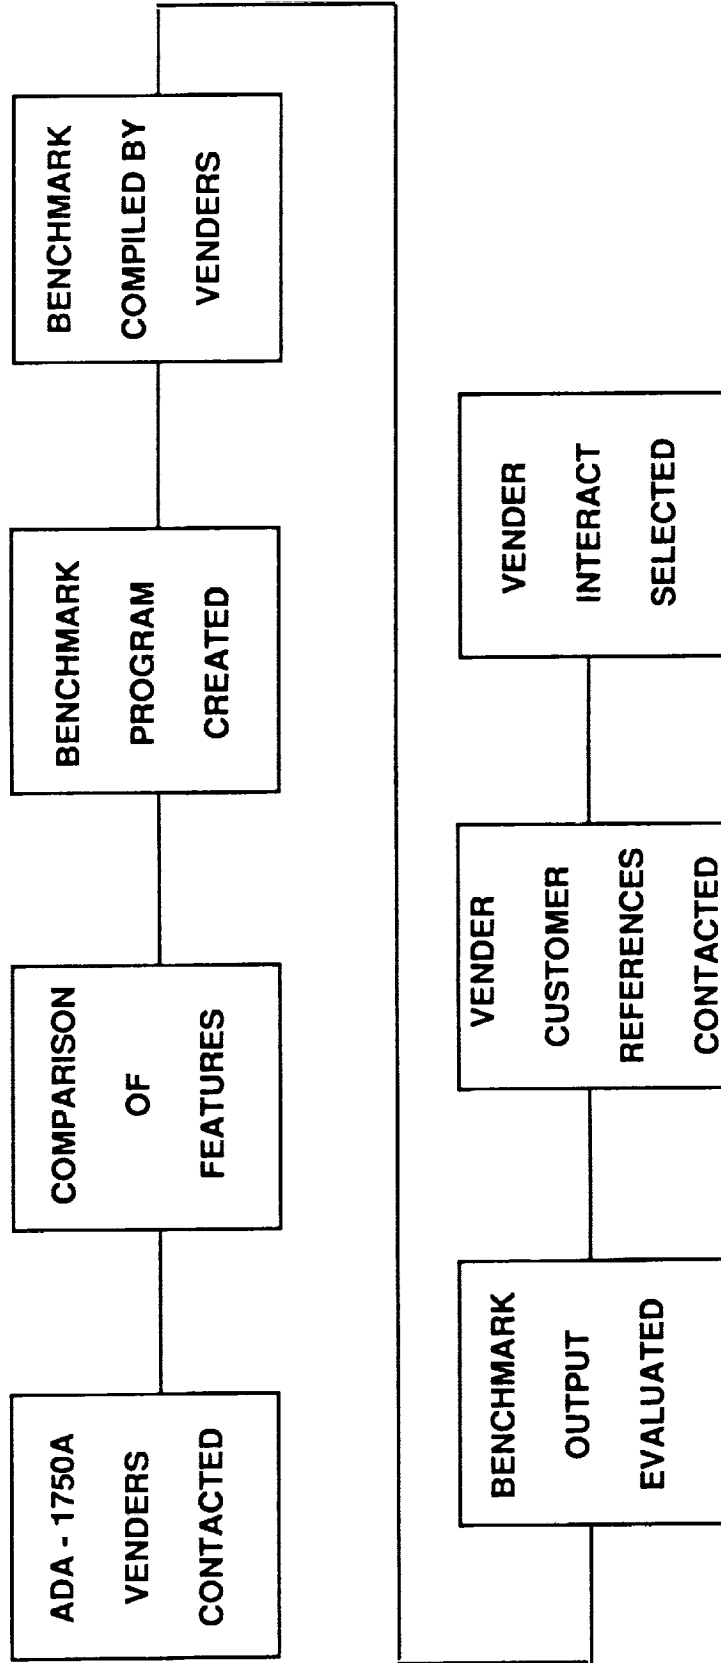 ADA - 1750A
VENDERS
CONTACTED
COMPARISON
OF
FEATURES
BENCHMARK
PROGRAM
CREATED
BENCHMARK
COMPILED BY
VENDERS
BENCHMARK
OUTPUT
EVALUATED
VENDER
CUSTOMER
REFERENCES
CONTACTED
VENDER
INTERACT
SELECTED